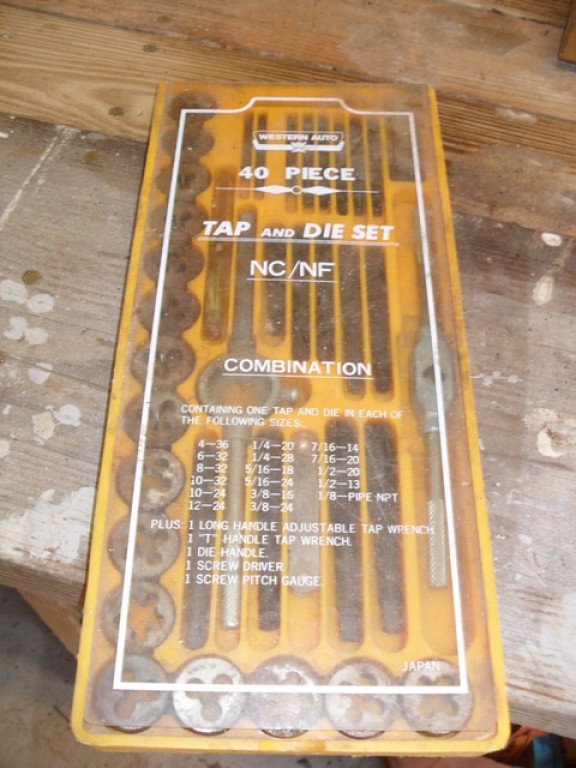 WESTERN AUTO
40 PIECE
TAP AND DIE SET
NC/NF
COMBINATION
CONTAINING ONE TAP AND DIE IN EACH OF
THE FOLLOWING SIZES:
4—36 1/4—20 7/16—14
6—32 1/4—28 7/16—20
8—32 5/16—18 1/2—20
10—32 5/16—24 1/2—13
10—24 3/8—16 1/8—PIPE NPT
12—24 3/8—24
PLUS: 1 LONG HANDLE ADJUSTABLE TAP WRENCH.
1 "T"-HANDLE TAP WRENCH.
1 DIE HANDLE.
1 SCREW DRIVER
1 SCREW PITCH GAUGE.
JAPAN